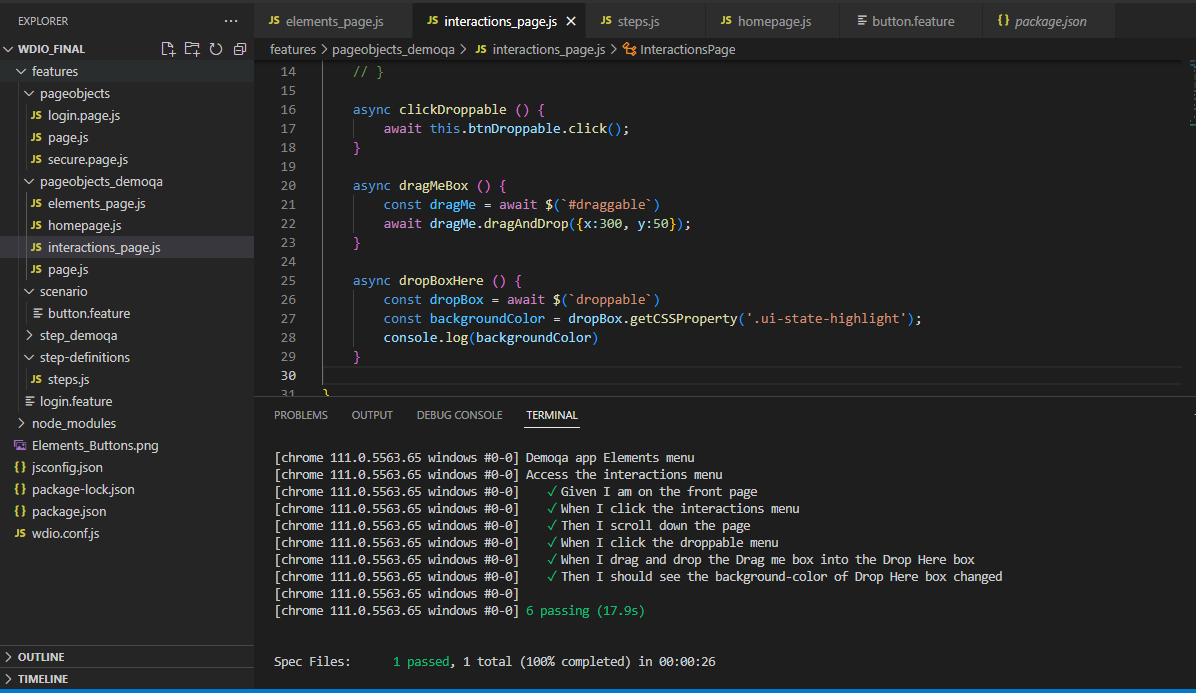 EXPLORER
WDIO_FINAL
features
pageobjects
JS login.page.js
JS page.js
JS secure.page.js
pageobjects_demoqa
JS elements_page.js
JS homepage.js
JS interactions_page.js
JS page.js
scenario
button.feature
step_demoqa
step-definitions
JS steps.js
login.feature
node_modules
Elements_Buttons.png
{} jsconfig.json
{} package-lock.json
{} package.json
JS wdio.conf.js
OUTLINE
TIMELINE
JS elements_page.js JS interactions_page.js JS steps.js JS homepage.js button.feature {} package.json
features > pageobjects_demoqa > JS interactions_page.js > InteractionsPage
14 // }
15
16 async clickDroppable () {
17 await this.btnDroppable.click();
18 }
19
20 async dragMeBox () {
21 const dragMe = await $(`#draggable`)
22 await dragMe.dragAndDrop({x:300, y:50});
23 }
24
25 async dropBoxHere () {
26 const dropBox = await $(`droppable`)
27 const backgroundColor = dropBox.getCSSProperty('.ui-state-highlight');
28 console.log(backgroundColor)
29 }
30
31 }
PROBLEMS OUTPUT DEBUG CONSOLE TERMINAL
[chrome 111.0.5563.65 windows #0-0] Demoqa app Elements menu
[chrome 111.0.5563.65 windows #0-0] Access the interactions menu
[chrome 111.0.5563.65 windows #0-0] ✓ Given I am on the front page
[chrome 111.0.5563.65 windows #0-0] ✓ When I click the interactions menu
[chrome 111.0.5563.65 windows #0-0] ✓ Then I scroll down the page
[chrome 111.0.5563.65 windows #0-0] ✓ When I click the droppable menu
[chrome 111.0.5563.65 windows #0-0] ✓ When I drag and drop the Drag me box into the Drop Here box
[chrome 111.0.5563.65 windows #0-0] ✓ Then I should see the background-color of Drop Here box changed
[chrome 111.0.5563.65 windows #0-0]
[chrome 111.0.5563.65 windows #0-0] 6 passing (17.9s)
Spec Files: 1 passed, 1 total (100% completed) in 00:00:26